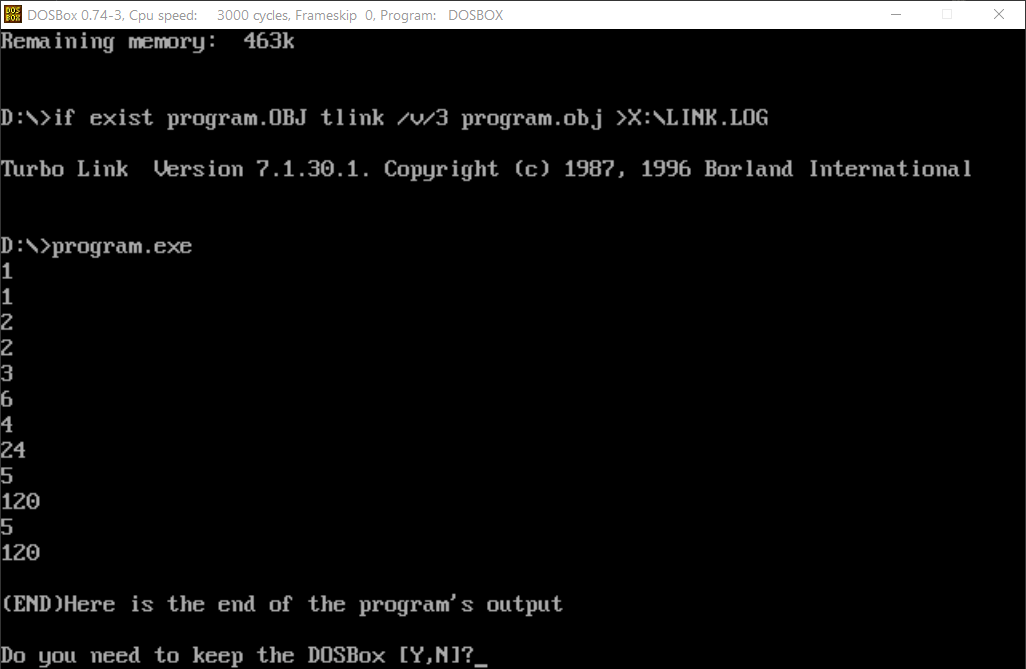 DOS BOX DOSBox 0.74-3, Cpu speed: 3000 cycles, Frameskip 0, Program: DOSBOX
Remaining memory: 463k
D:\>if exist program.OBJ tlink /v/3 program.obj >X:\LINK.LOG
Turbo Link Version 7.1.30.1. Copyright (c) 1987, 1996 Borland International
D:\>program.exe
1
1
2
2
3
6
4
24
5
120
5
120
(END)Here is the end of the program's output
Do you need to keep the DOSBox [Y,N]?_